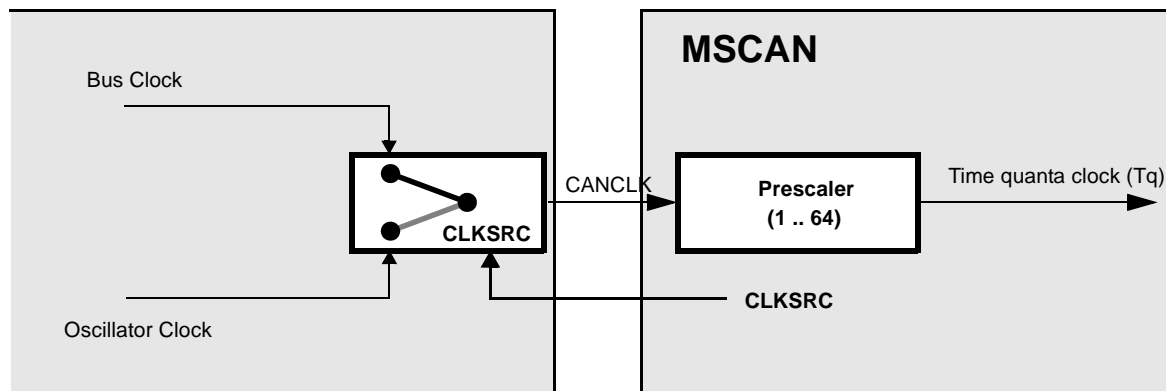 MSCAN
Bus Clock
CANCLK
Prescaler
(1 .. 64)
Time quanta clock (Tq)
CLKSRC
CLKSRC
Oscillator Clock